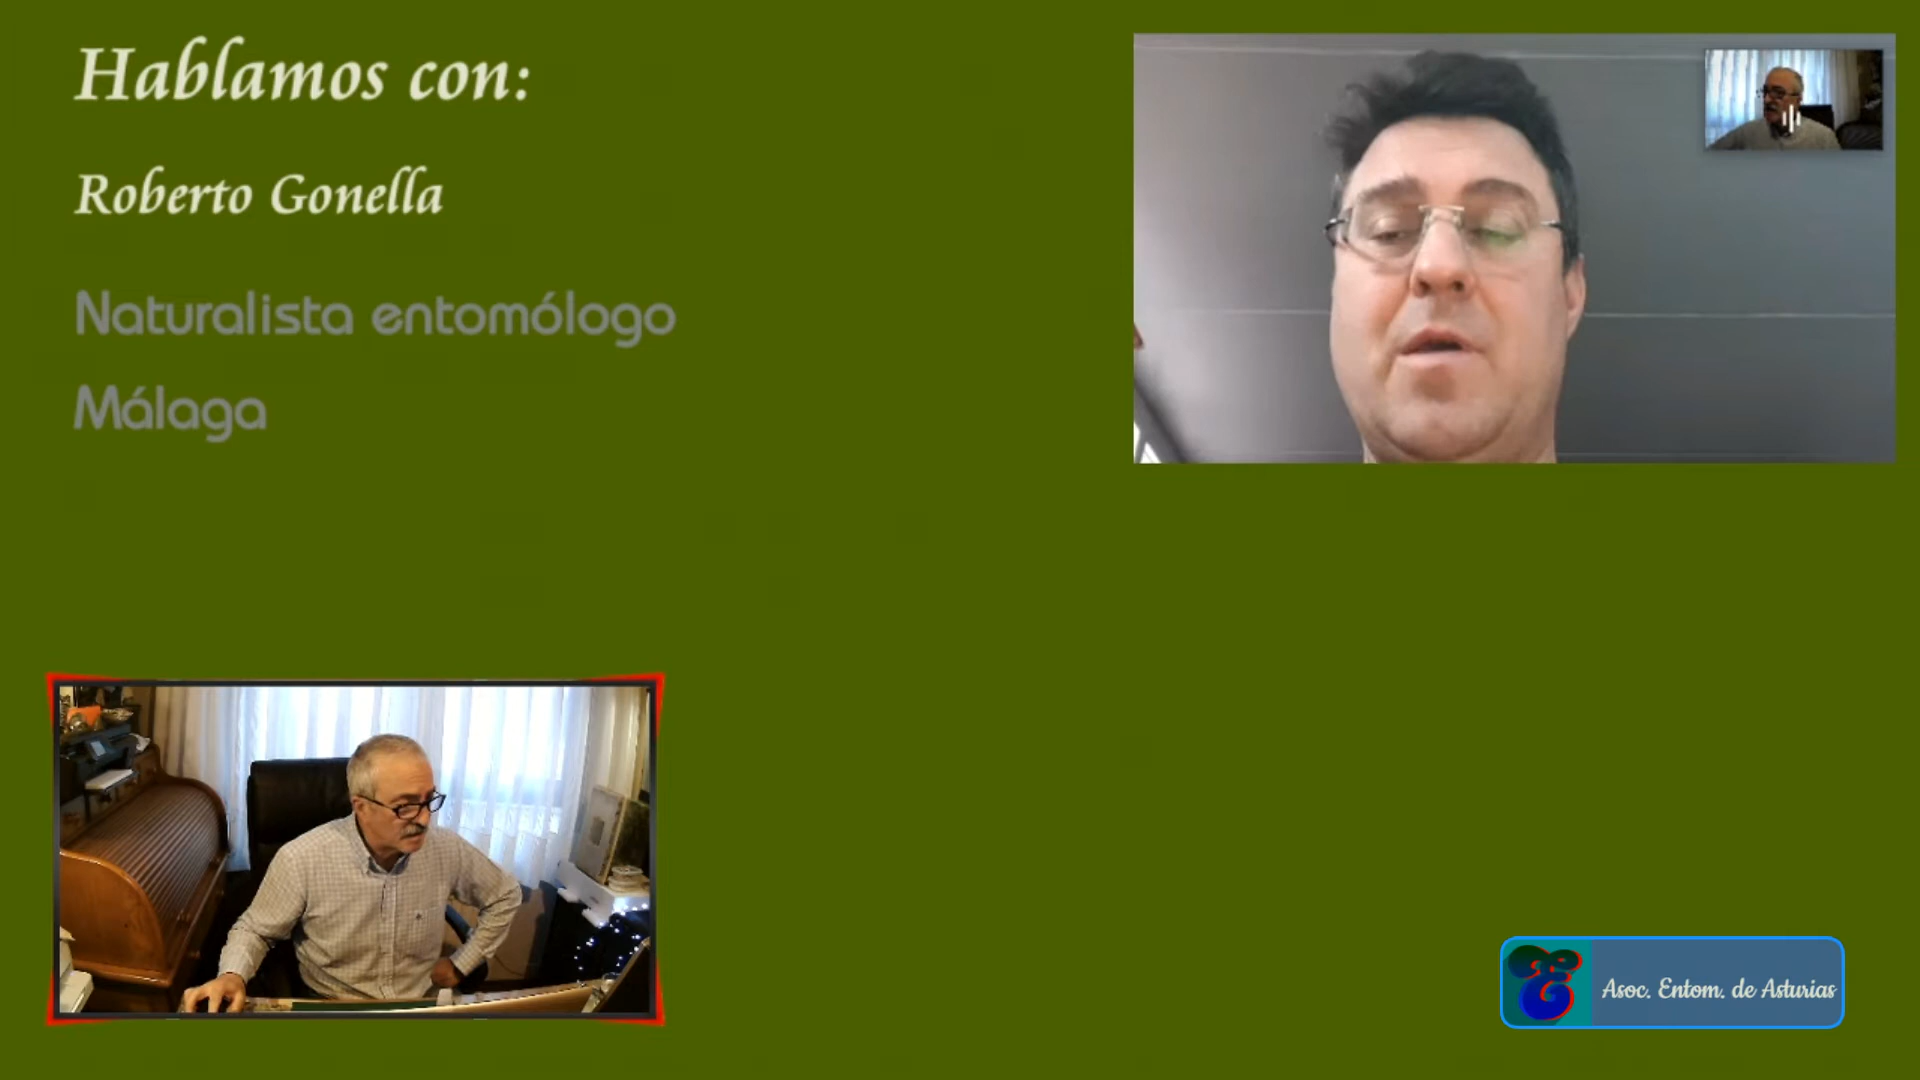 Hablamos con:
Roberto Gonella
Naturalista entomólogo
Málaga
Asoc. Entom. de Asturias